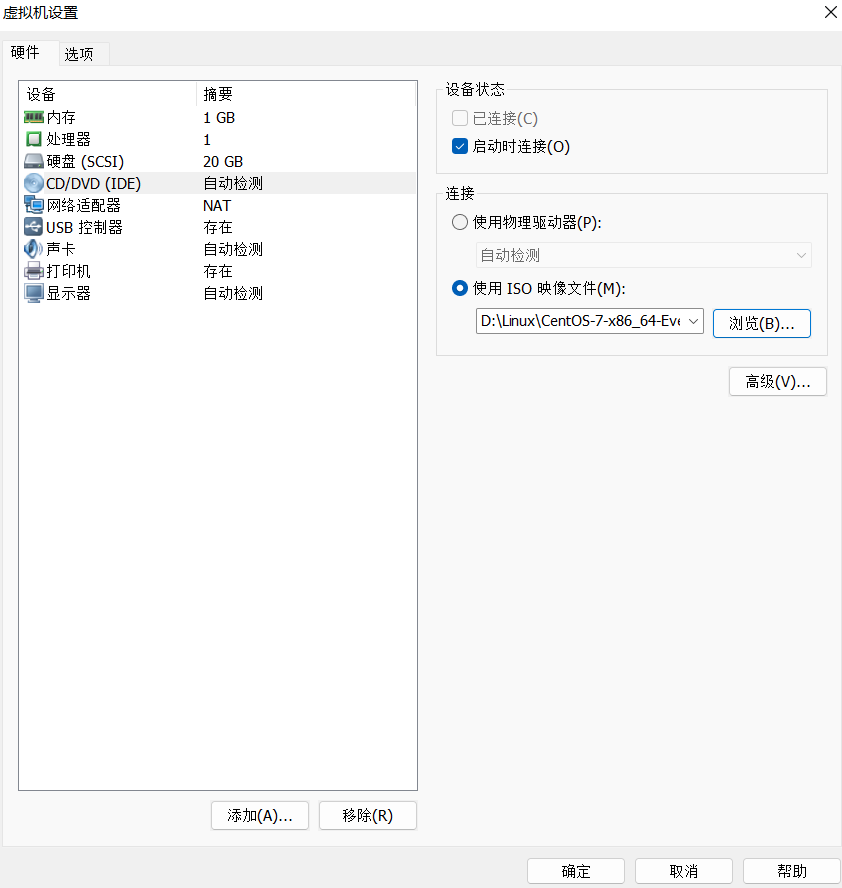 虚拟机设置
硬件 选项
设备 摘要
内存 1 GB
处理器 1
硬盘 (SCSI) 20 GB
CD/DVD (IDE) 自动检测
网络适配器 NAT
USB 控制器 存在
声卡 自动检测
打印机 存在
显示器 自动检测
添加(A)... 移除(R)
设备状态
已连接(C)
启动时连接(O)
连接
使用物理驱动器(P):
自动检测
使用 ISO 映像文件(M):
D:\Linux\CentOS-7-x86_64-Eve 浏览(B)...
高级(V)...
确定 取消 帮助